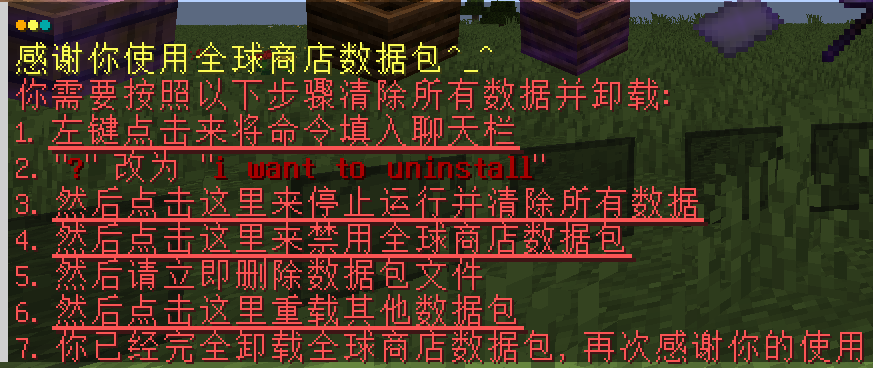 感谢你使用全球商店数据包^_^
你需要按照以下步骤清除所有数据并卸载:
1. 左键点击来将命令填入聊天栏
2. "?" 改为 "i want to uninstall"
3. 然后点击这里来停止运行并清除所有数据
4. 然后点击这里来禁用全球商店数据包
5. 然后请立即删除数据包文件
6. 然后点击这里重载其他数据包
7. 你已经完全卸载全球商店数据包, 再次感谢你的使用